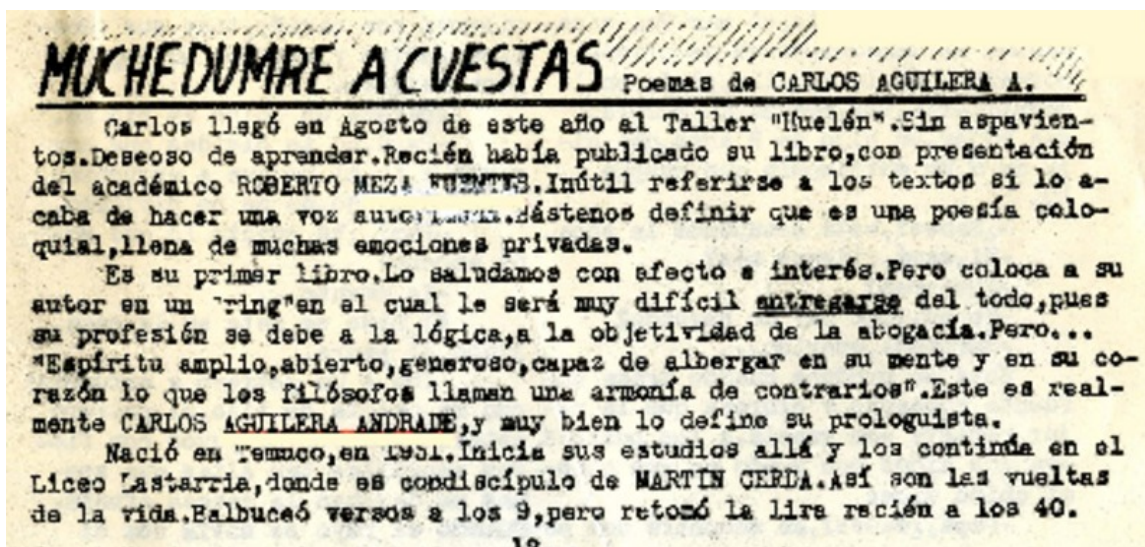 MUCHEDUMRE A CUESTAS Poemas de CARLOS AGUILERA A.
Carlos llegó en Agosto de este año al Taller "Huelén".Sin aspavien-
tos.Deseoso de aprender.Recién había publicado su libro,con presentación
del académico ROBERTO MEZA FUENTES.Inútil referirse a los textos si lo a-
caba de hacer una voz Bástenos definir que es una poesía colo-
quial,llena de muchas emociones privadas.
Es su primer libro.Lo saludamos con afecto e interés.Pero coloca a su
autor en un "ring"en el cual le será muy difícil entregarse del todo,pues
su profesión se debe a la lógica,a la objetividad de la abogacía.Pero...
"Espíritu amplio,abierto,generoso,capaz de albergar en su mente y en su co-
razón lo que los filósofos llaman una armonía de contrarios".Este es real-
mente CARLOS AGUILERA ANDRADE,y muy bien lo define su prologuista.
Nació en Temuco,en 1931.Inicia sus estudios allá y los continúa en el
Liceo Lastarria,donde es condiscípulo de MARTIN CERDA.Así son las vueltas
de la vida.Balbuceó versos a los 9,pero retomó la lira recién a los 40.